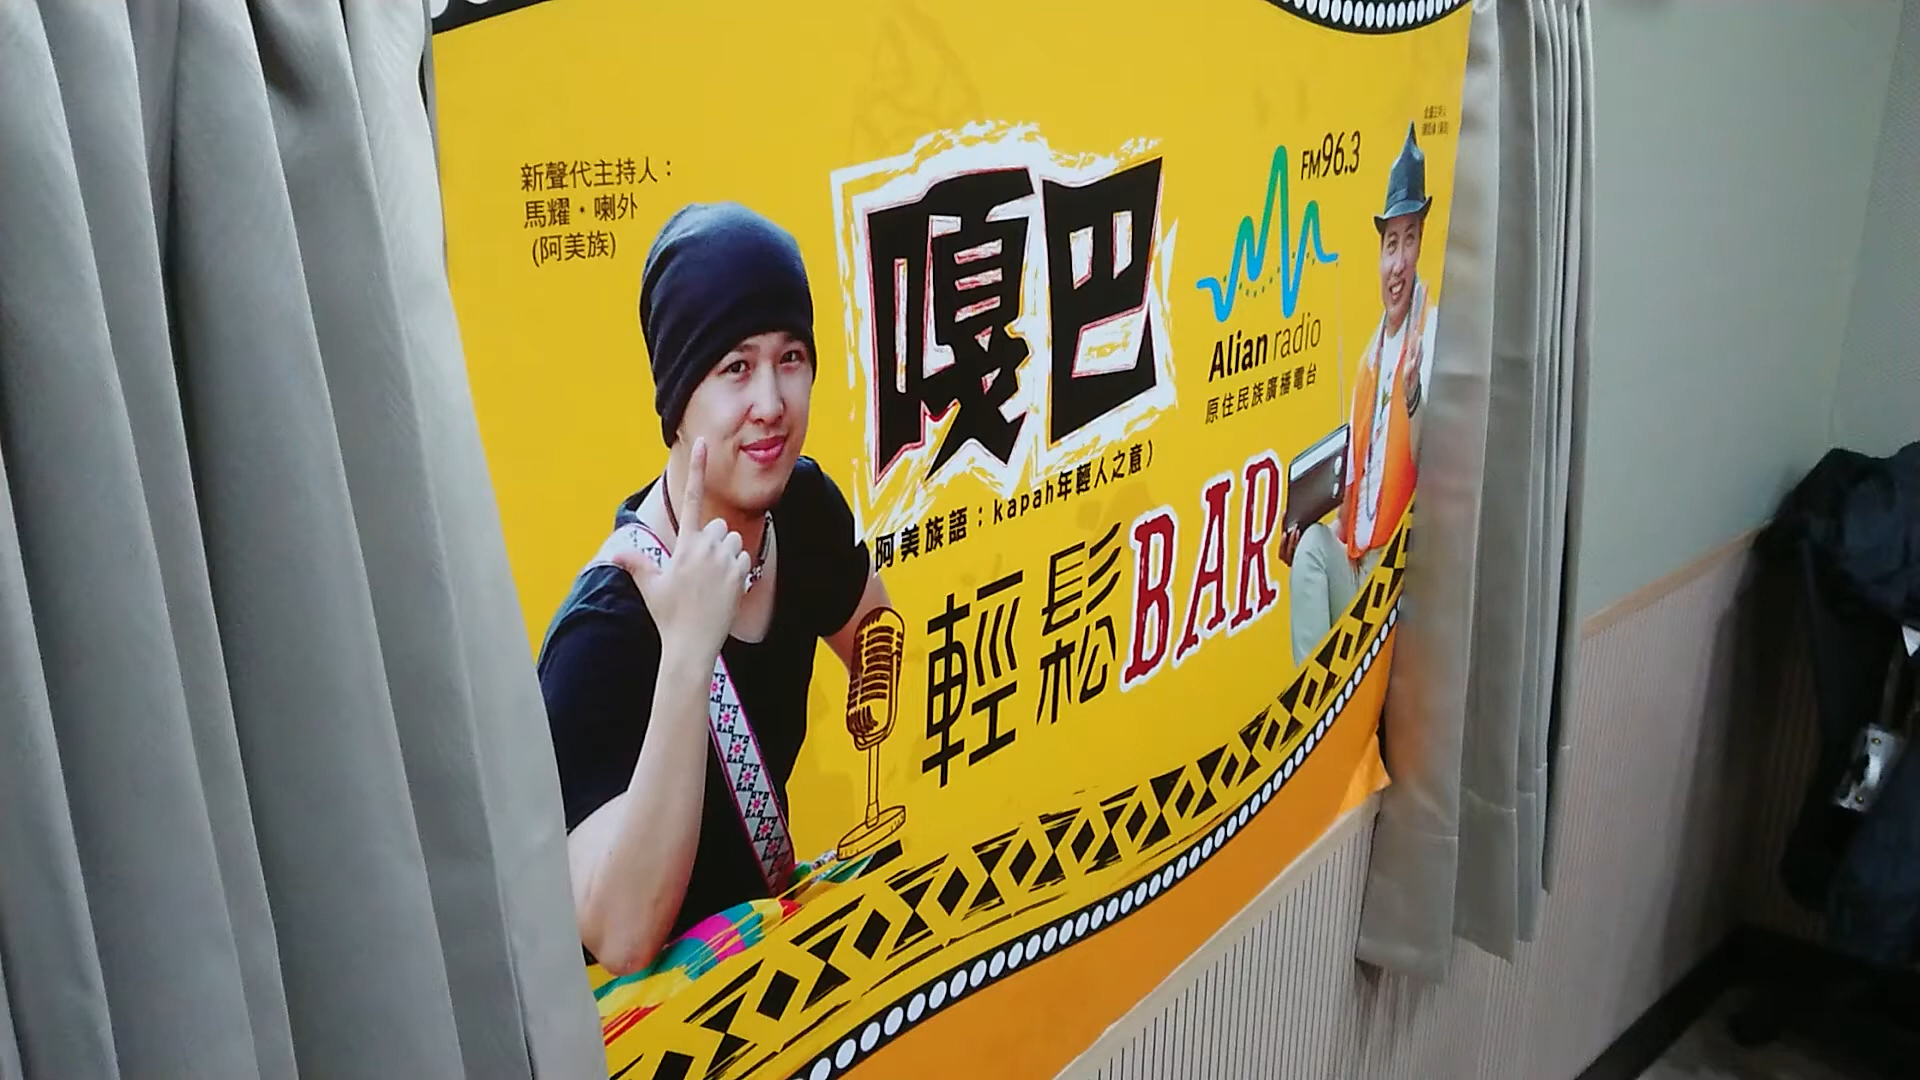 新聲代主持人：
馬耀・喇外
(阿美族)
嘎巴
阿美族語：kapah年輕人之意）
輕鬆BAR
FM96.3
Alian radio
原住民族廣播電台